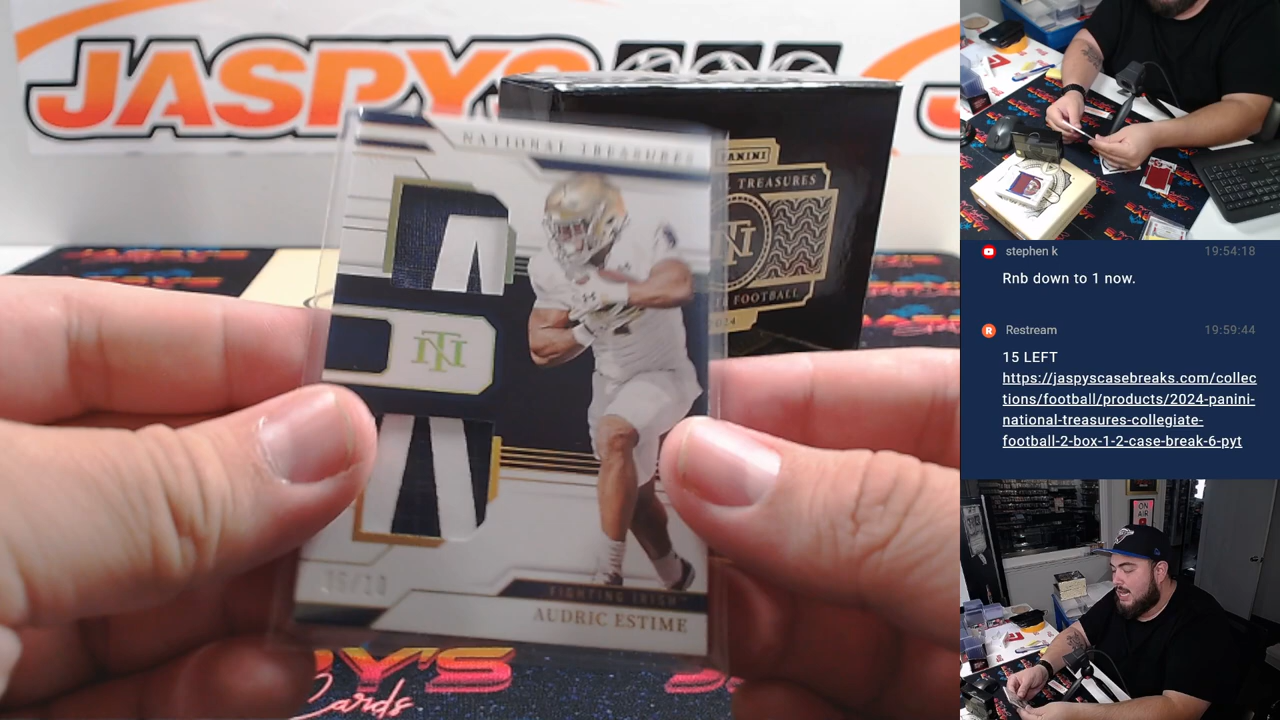 JASPYS
NATIONAL TREASURES
PANINI
TREASURES
FOOTBALL
FIGHTING IRISH
AUDRIC ESTIME
Cards
stephen k
19:54:18
Rnb down to 1 now.
Restream
19:59:44
15 LEFT
https://jaspyscasebreaks.com/collec
tions/football/products/2024-panini-
national-treasures-collegiate-
football-2-box-1-2-case-break-6-pyt
ON
AIR